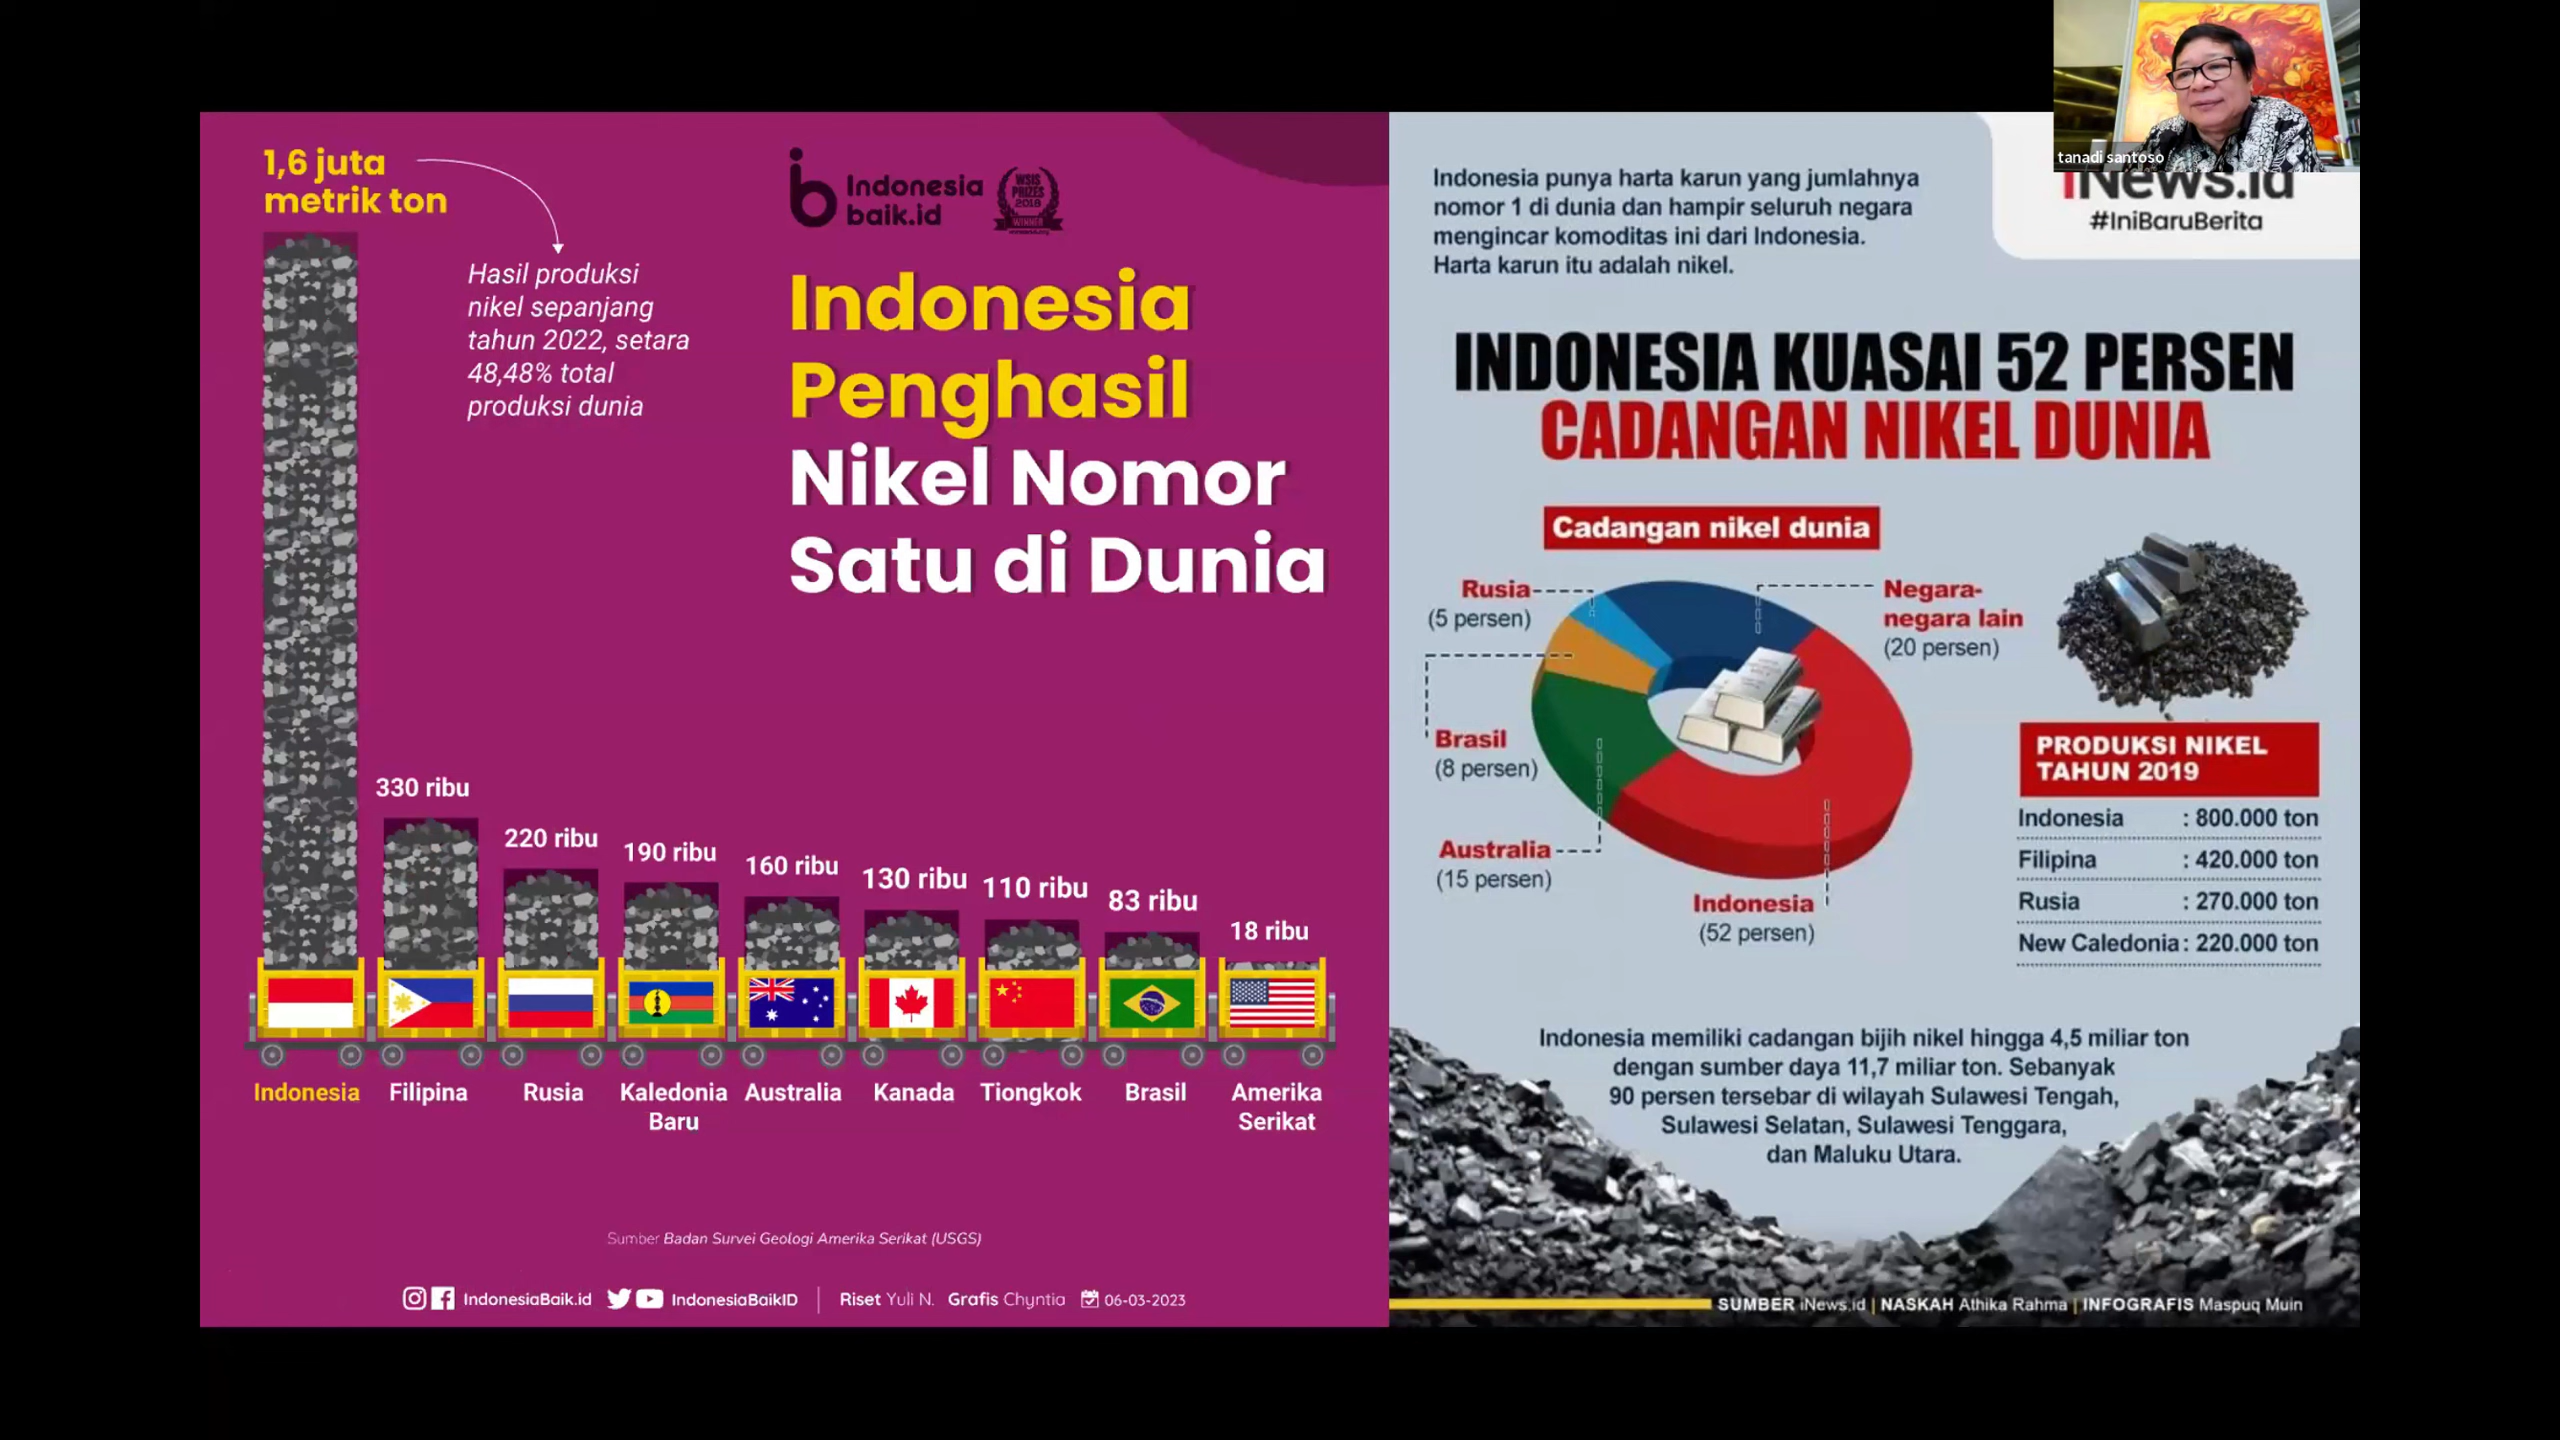 1,6 juta
metrik ton
Hasil produksi
nikel sepanjang
tahun 2022, setara
48,48% total
produksi dunia
Indonesia
baik.id
WSIS
PRIZES
2018
WINNER
Indonesia
Penghasil
Nikel Nomor
Satu di Dunia
330 ribu
220 ribu
190 ribu
160 ribu
130 ribu
110 ribu
83 ribu
18 ribu
Indonesia
Filipina
Rusia
Kaledonia
Baru
Australia
Kanada
Tiongkok
Brasil
Amerika
Serikat
Sumber Badan Survei Geologi Amerika Serikat (USGS)
IndonesiaBaik.id IndonesiaBaikID | Riset Yuli N. Grafis Chyntia 06-03-2023
tanadi santoso
iNews.id
#IniBaruBerita
Indonesia punya harta karun yang jumlahnya
nomor 1 di dunia dan hampir seluruh negara
mengincar komoditas ini dari Indonesia.
Harta karun itu adalah nikel.
INDONESIA KUASAI 52 PERSEN
CADANGAN NIKEL DUNIA
Cadangan nikel dunia
Rusia
(5 persen)
Negara-
negara lain
(20 persen)
Brasil
(8 persen)
Australia
(15 persen)
Indonesia
(52 persen)
PRODUKSI NIKEL
TAHUN 2019
Indonesia : 800.000 ton
Filipina : 420.000 ton
Rusia : 270.000 ton
New Caledonia : 220.000 ton
Indonesia memiliki cadangan bijih nikel hingga 4,5 miliar ton
dengan sumber daya 11,7 miliar ton. Sebanyak
90 persen tersebar di wilayah Sulawesi Tengah,
Sulawesi Selatan, Sulawesi Tenggara,
dan Maluku Utara.
SUMBER iNews.id | NASKAH Athika Rahma | INFOGRAFIS Maspuq Muin